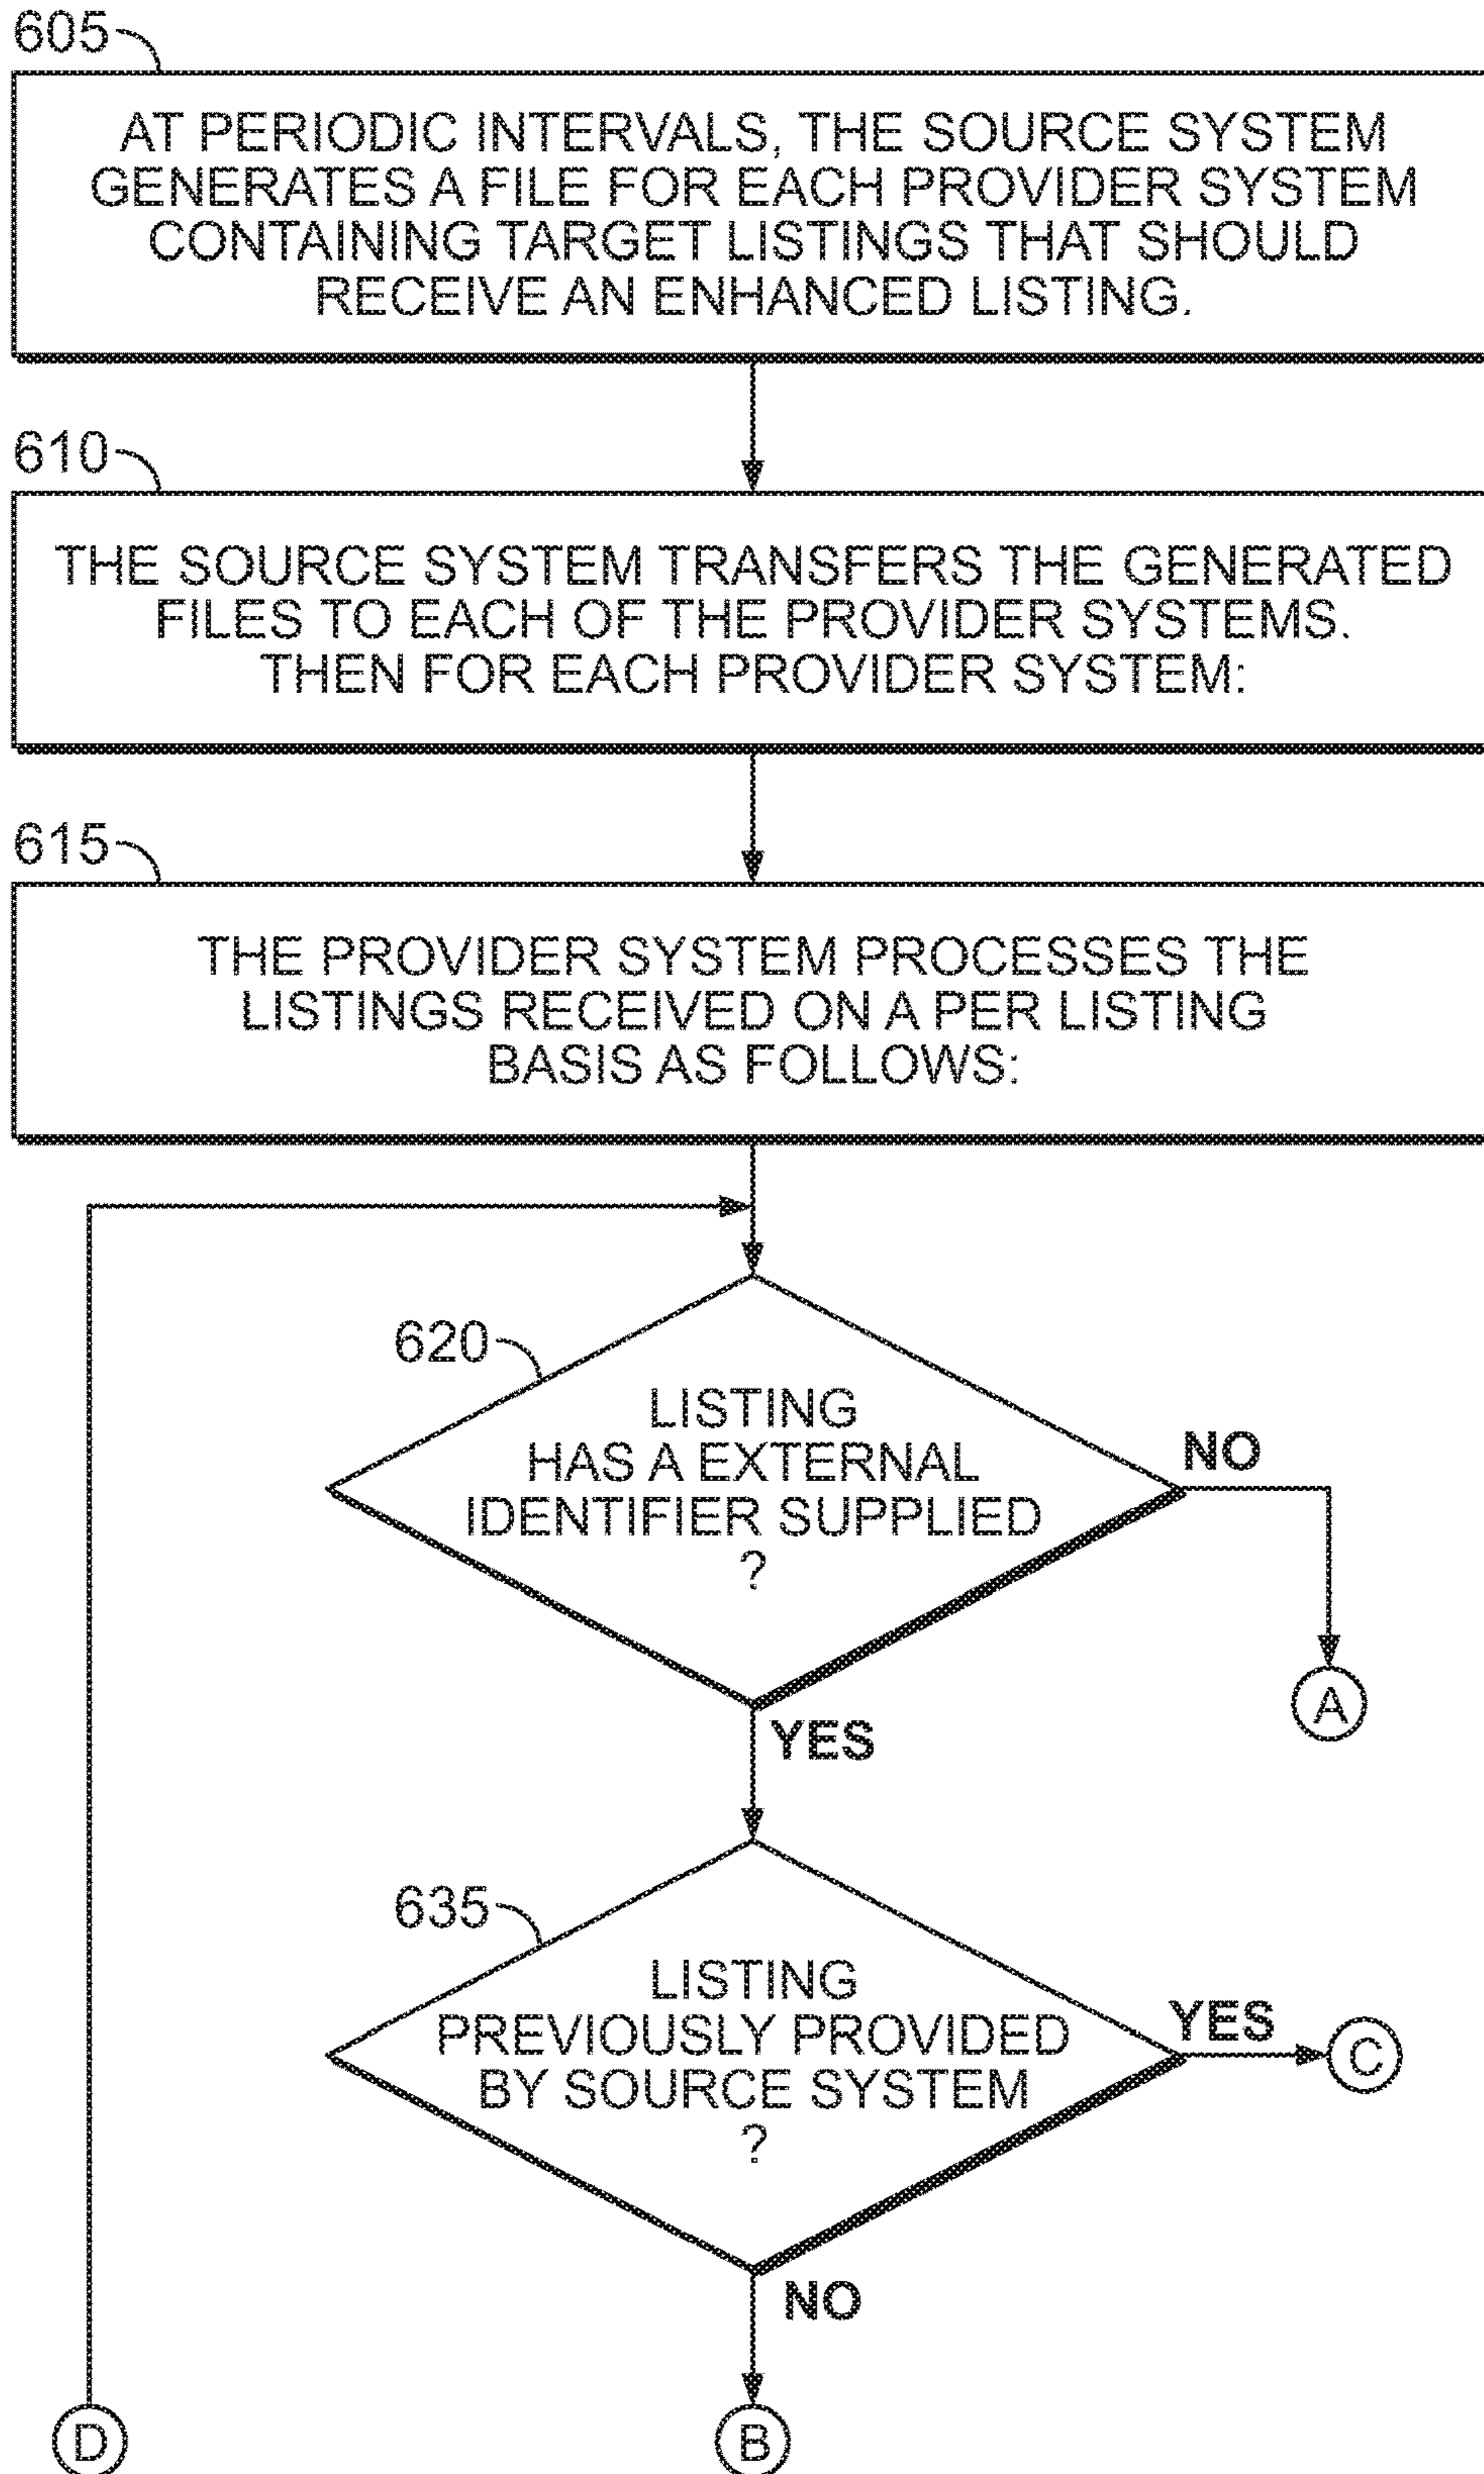 605
AT PERIODIC INTERVALS, THE SOURCE SYSTEM
GENERATES A FILE FOR EACH PROVIDER SYSTEM
CONTAINING TARGET LISTINGS THAT SHOULD
RECEIVE AN ENHANCED LISTING.
610
THE SOURCE SYSTEM TRANSFERS THE GENERATED
FILES TO EACH OF THE PROVIDER SYSTEMS.
THEN FOR EACH PROVIDER SYSTEM:
615
THE PROVIDER SYSTEM PROCESSES THE
LISTINGS RECEIVED ON A PER LISTING
BASIS AS FOLLOWS:
620
LISTING
HAS A EXTERNAL
IDENTIFIER SUPPLIED
?
NO
A
YES
635
LISTING
PREVIOUSLY PROVIDED
BY SOURCE SYSTEM
?
YES
C
NO
D
B